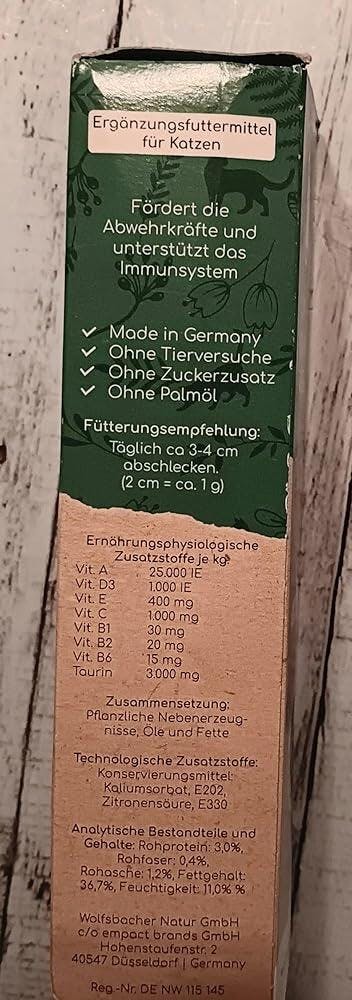 Ergänzungsfuttermittel
für Katzen
Fördert die
Abwehrkräfte und
unterstützt das
Immunsystem
✓ Made in Germany
✓ Ohne Tierversuche
✓ Ohne Zuckerzusatz
✓ Ohne Palmöl
Fütterungsempfehlung:
Täglich ca 3-4 cm
abschlecken.
(2 cm = ca. 1 g)
Ernährungsphysiologische
Zusatzstoffe je kg:
Vit. A 25.000 IE
Vit. D3 1.000 IE
Vit. E 400 mg
Vit. C 1.000 mg
Vit. B1 30 mg
Vit. B2 20 mg
Vit. B6 15 mg
Taurin 3.000 mg
Zusammensetzung:
Pflanzliche Nebenerzeug-
nisse, Öle und Fette
Technologische Zusatzstoffe:
Konservierungsmittel:
Kaliumsorbat, E202,
Zitronensäure, E330
Analytische Bestandteile und
Gehalte: Rohprotein: 3,0%,
Rohfaser: 0,4%,
Rohasche: 1,2%, Fettgehalt:
36,7%, Feuchtigkeit: 11,0% %
Wolfsbacher Natur GmbH
c/o empact brands GmbH
Hohenstaufenstr. 2
40547 Düsseldorf | Germany
Reg.-Nr. DE NW 115 145